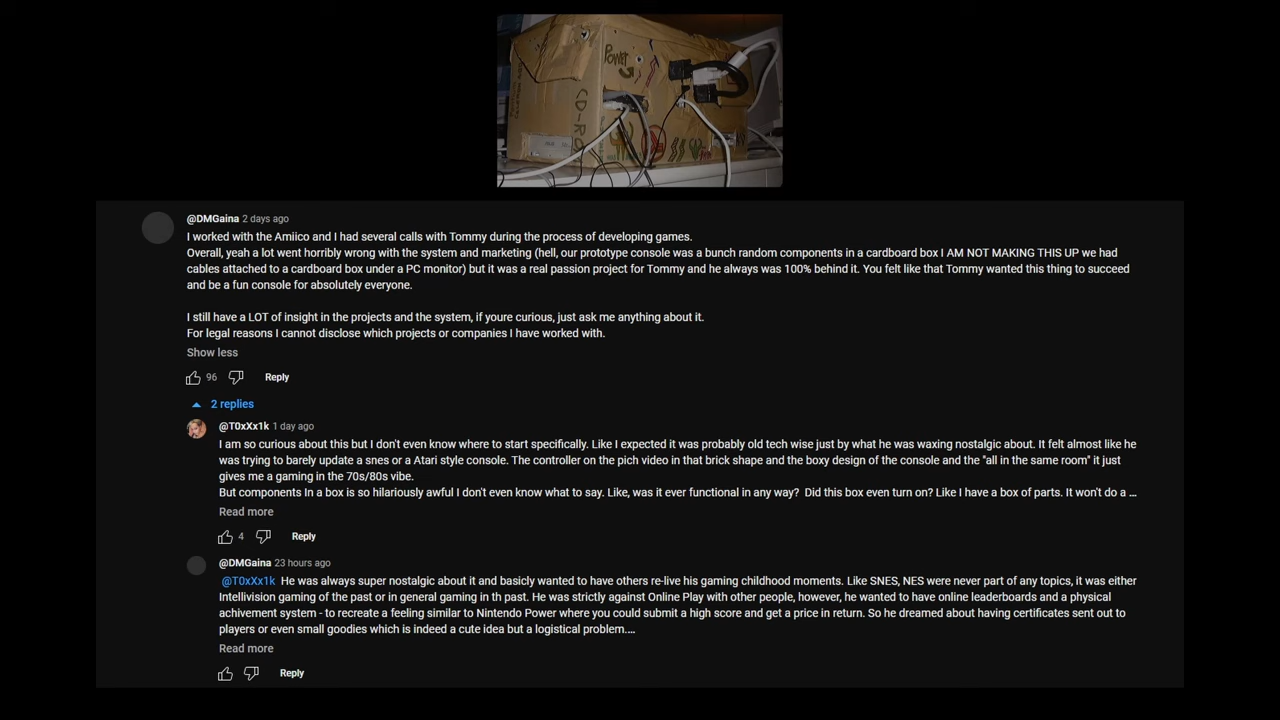 POWER
CD-RO
@DMGaina 2 days ago
I worked with the Amiico and I had several calls with Tommy during the process of developing games.
Overall, yeah a lot went horribly wrong with the system and marketing (hell, our prototype console was a bunch random components in a cardboard box I AM NOT MAKING THIS UP we had
cables attached to a cardboard box under a PC monitor) but it was a real passion project for Tommy and he always was 100% behind it. You felt like that Tommy wanted this thing to succeed
and be a fun console for absolutely everyone.
I still have a LOT of insight in the projects and the system, if youre curious, just ask me anything about it.
For legal reasons I cannot disclose which projects or companies I have worked with.
Show less
96 Reply
2 replies
@T0xXx1k 1 day ago
I am so curious about this but I don't even know where to start specifically. Like I expected it was probably old tech wise just by what he was waxing nostalgic about. It felt almost like he
was trying to barely update a snes or a Atari style console. The controller on the pich video in that brick shape and the boxy design of the console and the "all in the same room" it just
gives me a gaming in the 70s/80s vibe.
But components In a box is so hilariously awful I don't even know what to say. Like, was it ever functional in any way? Did this box even turn on? Like I have a box of parts. It won't do a ...
Read more
4 Reply
@DMGaina 23 hours ago
@T0xXx1k He was always super nostalgic about it and basicly wanted to have others re-live his gaming childhood moments. Like SNES, NES were never part of any topics, it was either
Intellivision gaming of the past or in general gaming in th past. He was strictly against Online Play with other people, however, he wanted to have online leaderboards and a physical
achivement system - to recreate a feeling similar to Nintendo Power where you could submit a high score and get a price in return. So he dreamed about having certificates sent out to
players or even small goodies which is indeed a cute idea but a logistical problem....
Read more
Reply